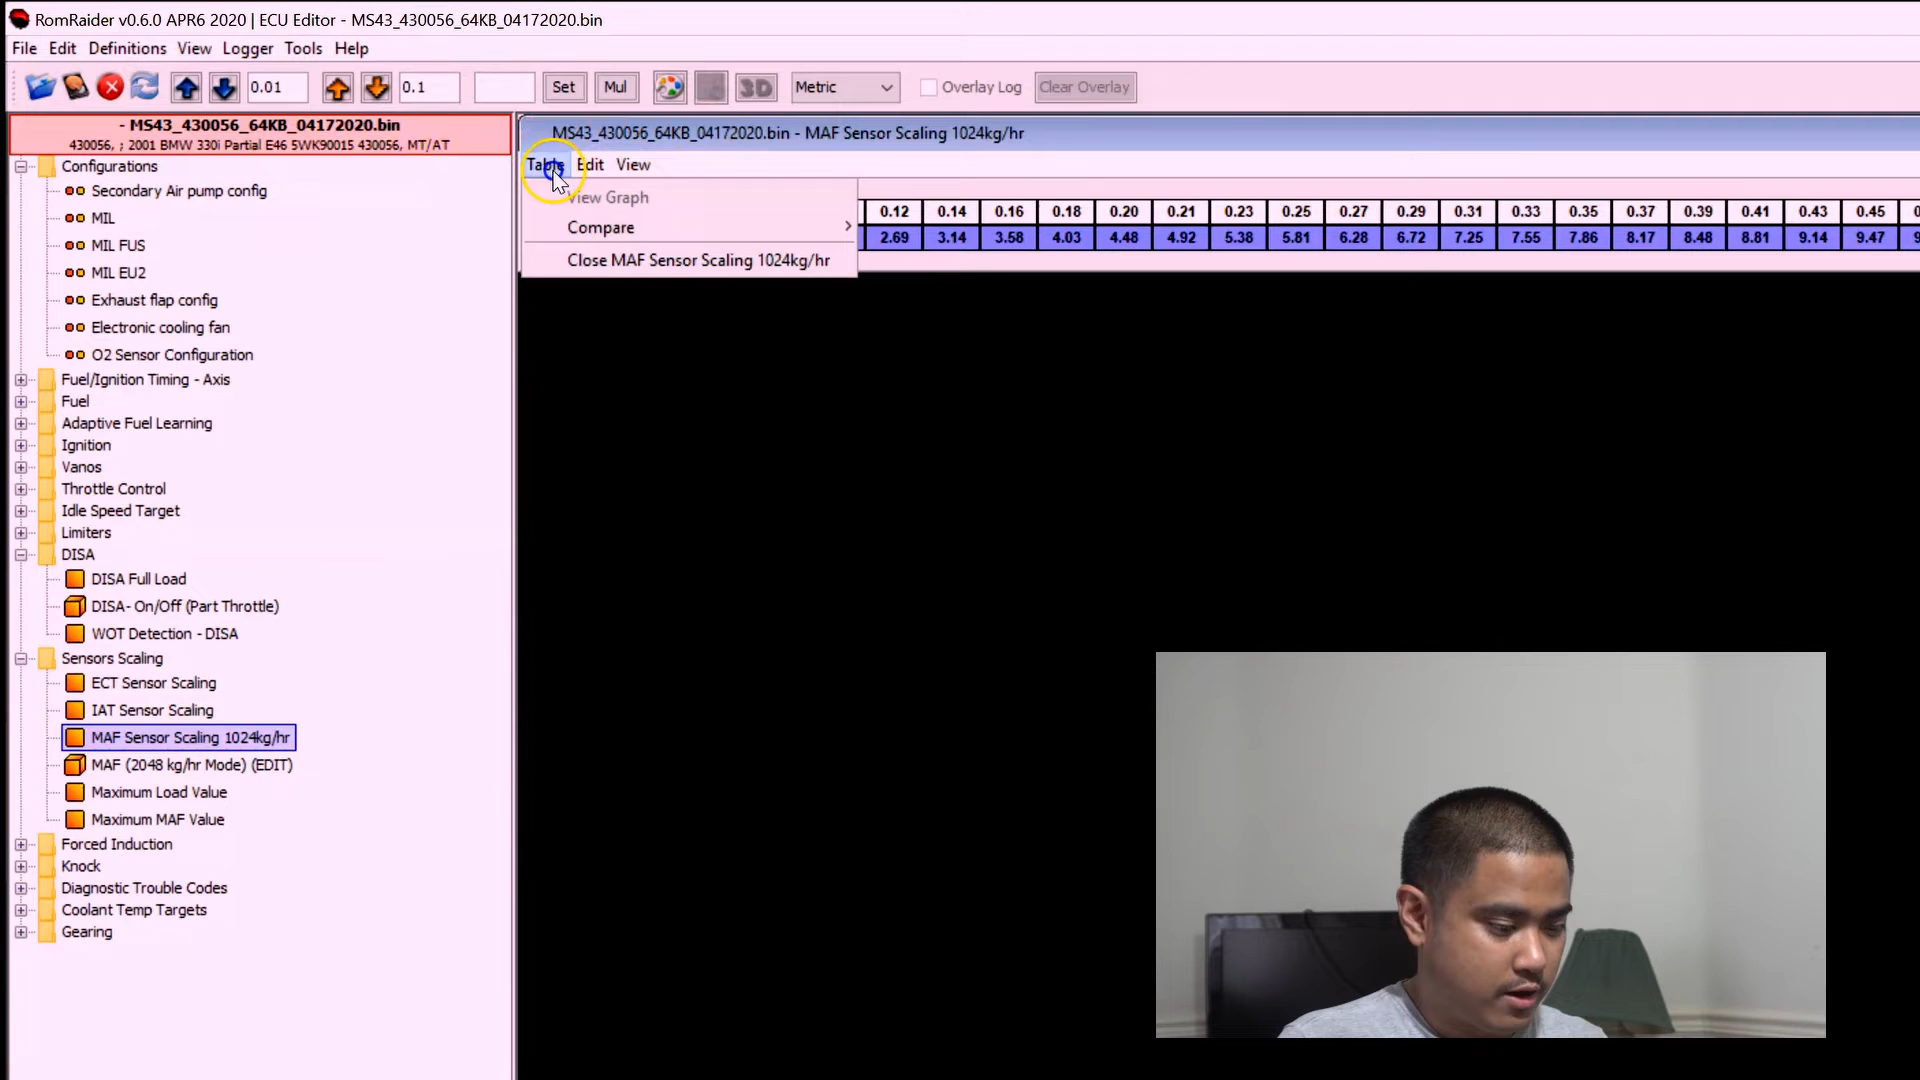 RomRaider v0.6.0 APR6 2020 | ECU Editor - MS43_430056_64KB_04172020.bin
File Edit Definitions View Logger Tools Help
0.01 0.1 Set Mul 3D Metric Overlay Log Clear Overlay
- MS43_430056_64KB_04172020.bin
430056, ; 2001 BMW 330i Partial E46 5WK90015 430056, MT/AT
Configurations
Secondary Air pump config
MIL
MIL FUS
MIL EU2
Exhaust flap config
Electronic cooling fan
O2 Sensor Configuration
Fuel/Ignition Timing - Axis
Fuel
Adaptive Fuel Learning
Ignition
Vanos
Throttle Control
Idle Speed Target
Limiters
DISA
DISA Full Load
DISA- On/Off (Part Throttle)
WOT Detection - DISA
Sensors Scaling
ECT Sensor Scaling
IAT Sensor Scaling
MAF Sensor Scaling 1024kg/hr
MAF (2048 kg/hr Mode) (EDIT)
Maximum Load Value
Maximum MAF Value
Forced Induction
Knock
Diagnostic Trouble Codes
Coolant Temp Targets
Gearing
MS43_430056_64KB_04172020.bin - MAF Sensor Scaling 1024kg/hr
Table Edit View
View Graph
Compare
Close MAF Sensor Scaling 1024kg/hr
0.12 0.14 0.16 0.18 0.20 0.21 0.23 0.25 0.27 0.29 0.31 0.33 0.35 0.37 0.39 0.41 0.43 0.45
2.69 3.14 3.58 4.03 4.48 4.92 5.38 5.81 6.28 6.72 7.25 7.55 7.86 8.17 8.48 8.81 9.14 9.47